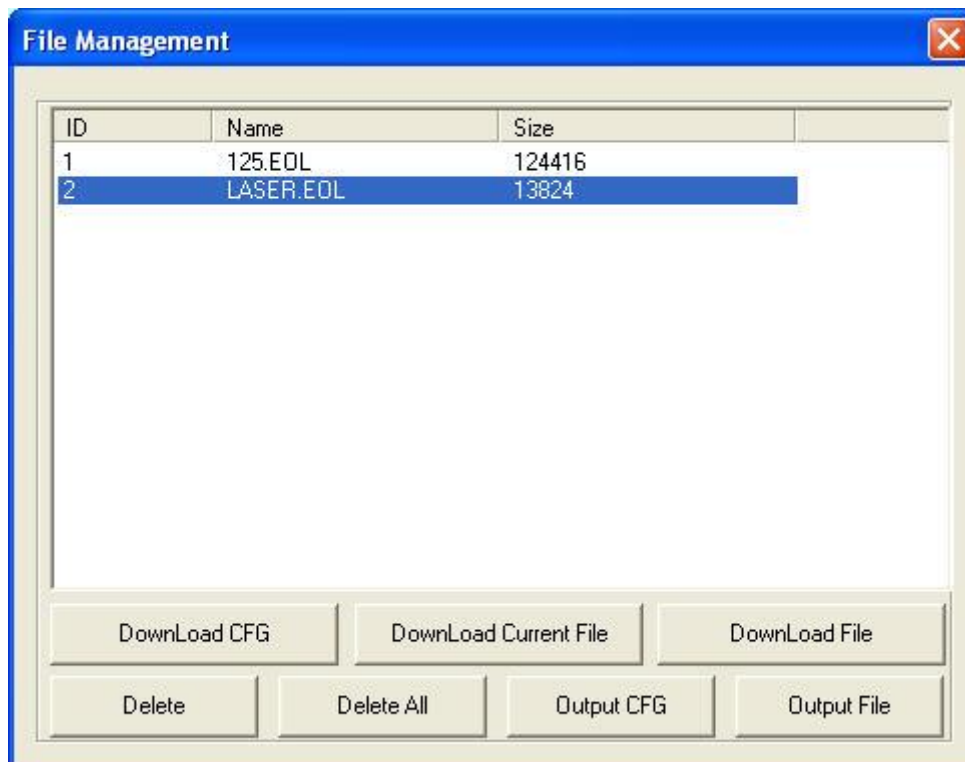 File Management
ID Name Size
1 125.EOL 124416
2 LASER.EOL 13824
DownLoad CFG DownLoad Current File DownLoad File
Delete Delete All Output CFG Output File